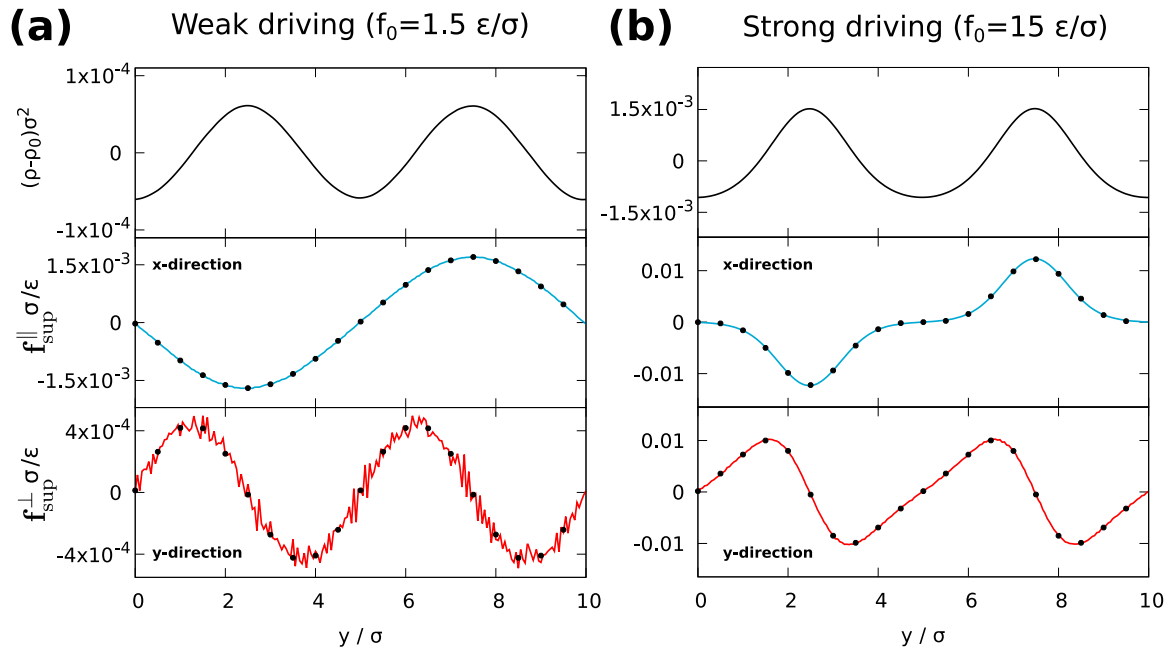 (a) Weak driving (f₀=1.5 ε/σ)
(ρ-ρ₀)σ²
1x10⁻⁴
0
-1x10⁻⁴
f∥sup σ/ε
x-direction
1.5x10⁻³
0
-1.5x10⁻³
f⊥sup σ/ε
4x10⁻⁴
0
-4x10⁻⁴
y-direction
0 2 4 6 8 10
y / σ
(b) Strong driving (f₀=15 ε/σ)
1.5x10⁻³
0
-1.5x10⁻³
x-direction
0.01
0
-0.01
0.01
0
-0.01
y-direction
0 2 4 6 8 10
y / σ